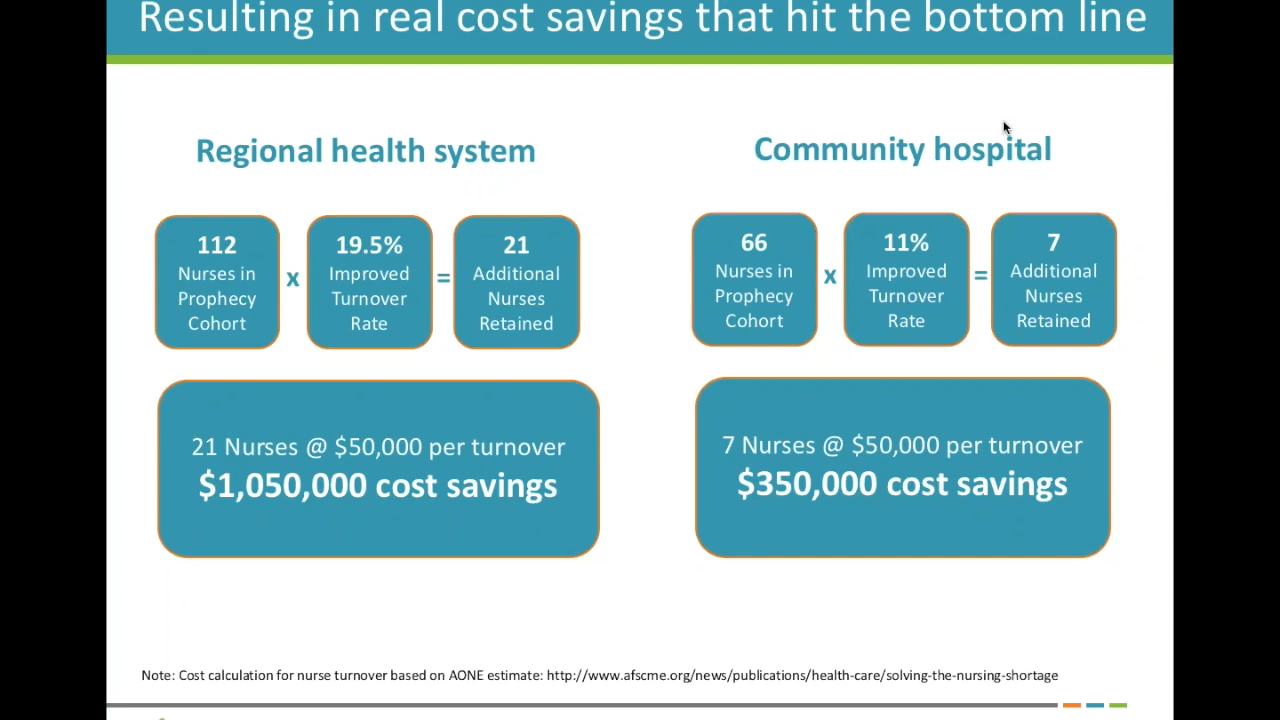 Resulting in real cost savings that hit the bottom line
Regional health system
112
Nurses in
Prophecy
Cohort
x
19.5%
Improved
Turnover
Rate
=
21
Additional
Nurses
Retained
21 Nurses @ $50,000 per turnover
$1,050,000 cost savings
Community hospital
66
Nurses in
Prophecy
Cohort
x
11%
Improved
Turnover
Rate
=
7
Additional
Nurses
Retained
7 Nurses @ $50,000 per turnover
$350,000 cost savings
Note: Cost calculation for nurse turnover based on AONE estimate: http://www.afscme.org/news/publications/health-care/solving-the-nursing-shortage